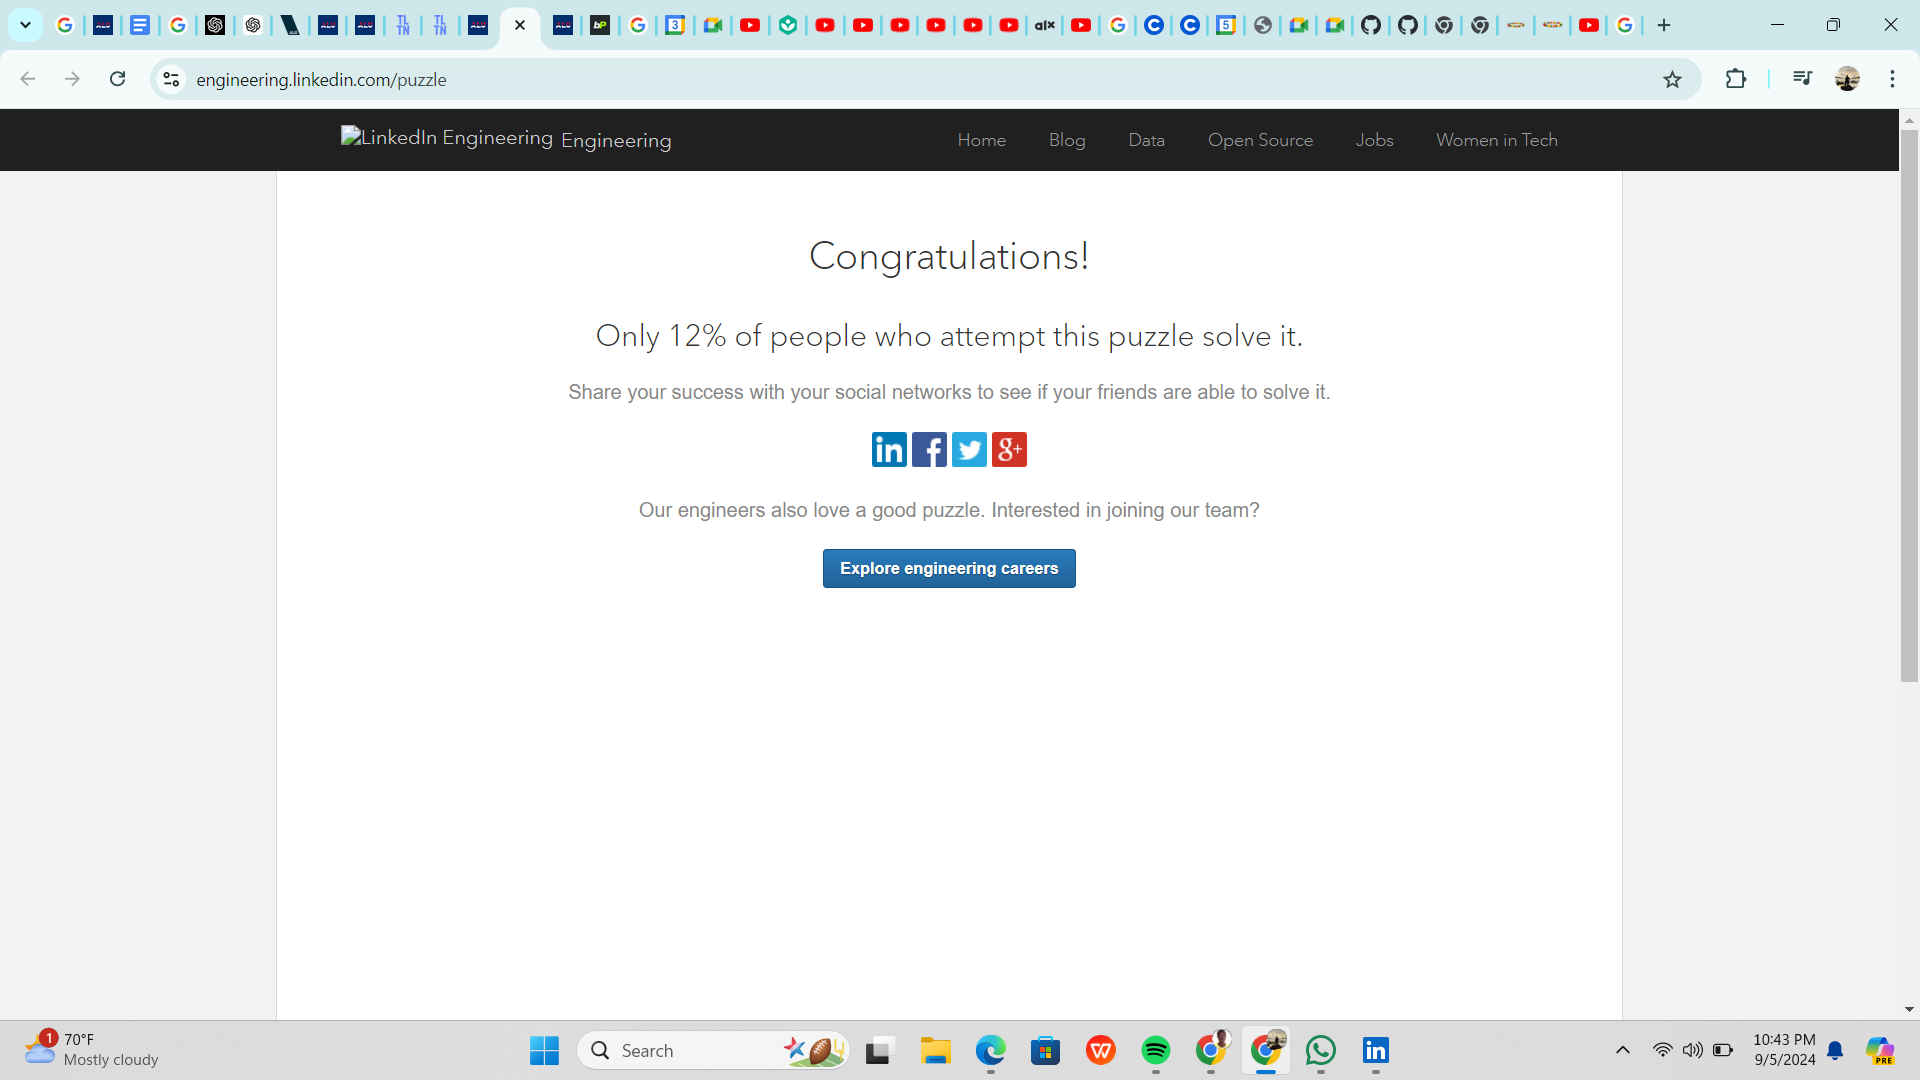 engineering.linkedin.com/puzzle
LinkedIn Engineering Engineering Home Blog Data Open Source Jobs Women in Tech
Congratulations!
Only 12% of people who attempt this puzzle solve it.
Share your success with your social networks to see if your friends are able to solve it.
Our engineers also love a good puzzle. Interested in joining our team?
Explore engineering careers
1 70°F
Mostly cloudy
Search
10:43 PM
9/5/2024
PRE